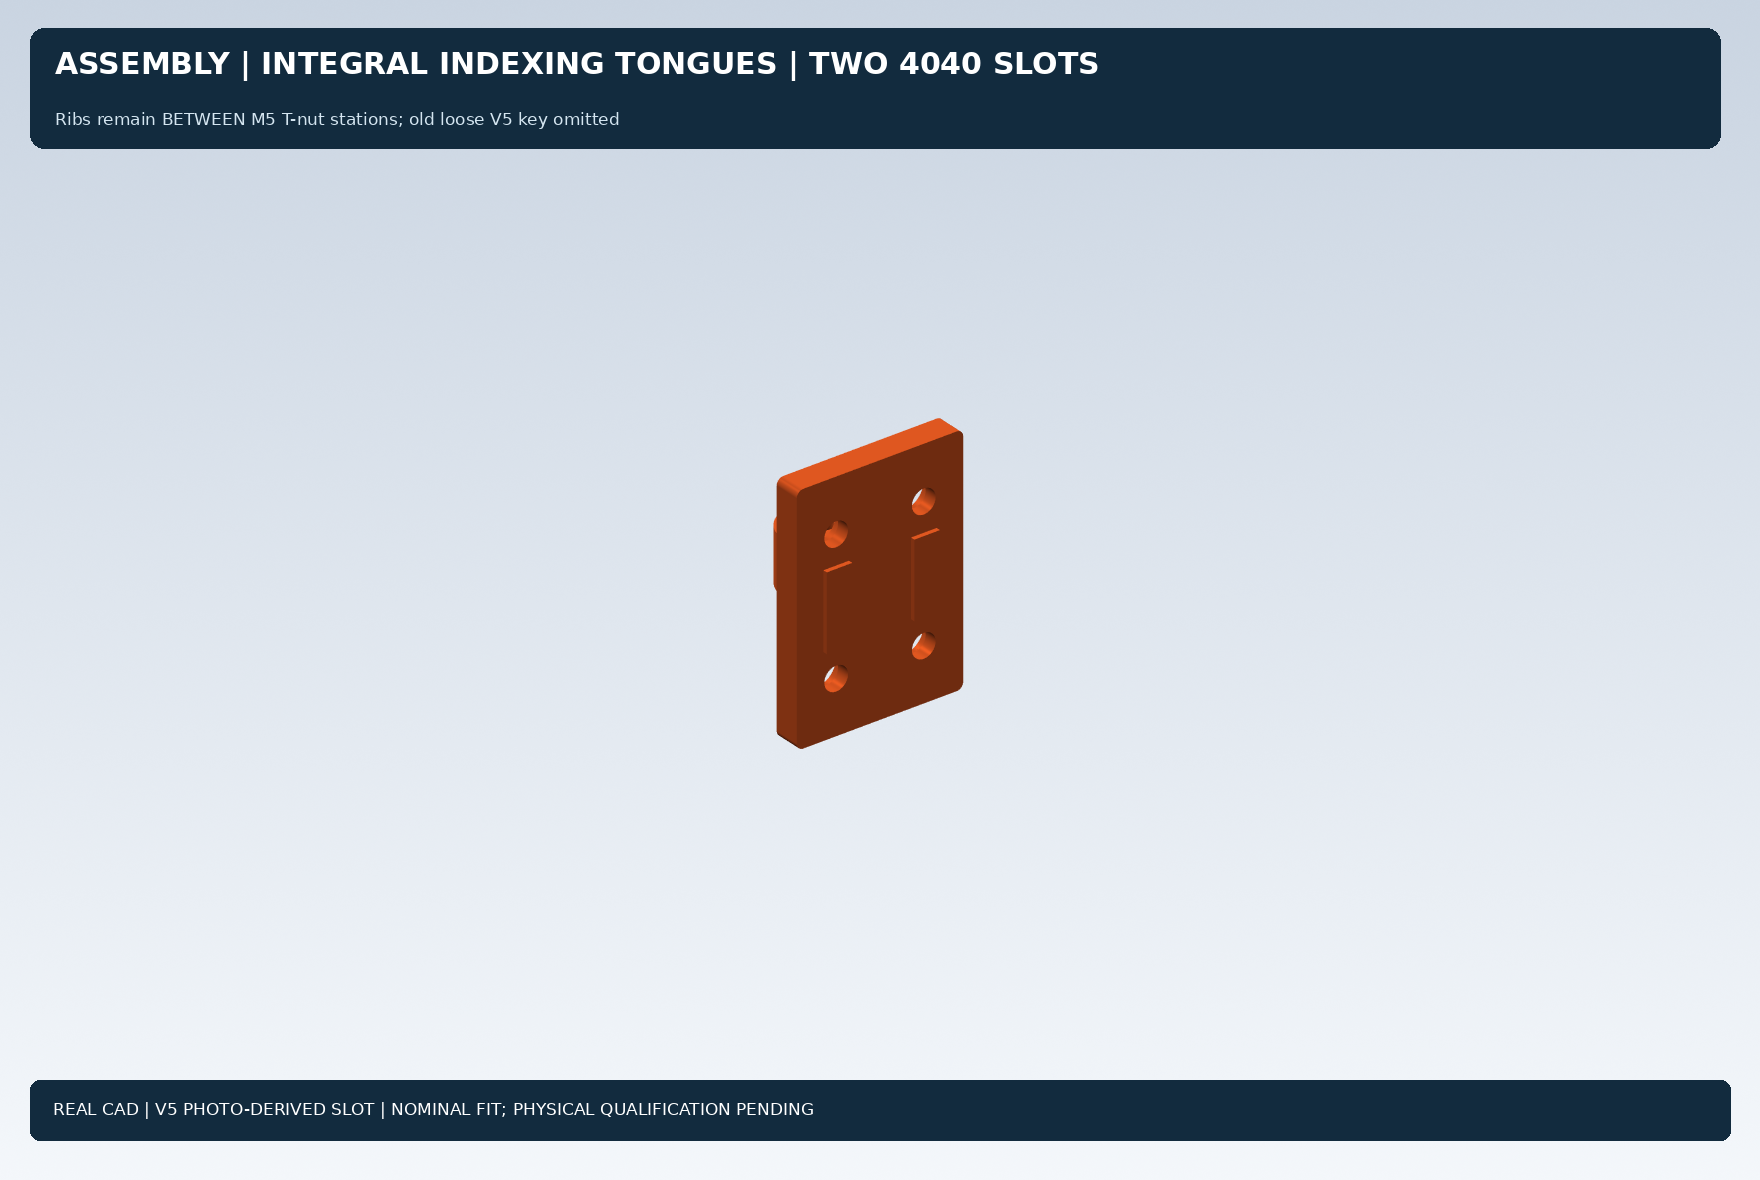 ASSEMBLY | INTEGRAL INDEXING TONGUES | TWO 4040 SLOTS
Ribs remain BETWEEN M5 T-nut stations; old loose V5 key omitted
REAL CAD | V5 PHOTO-DERIVED SLOT | NOMINAL FIT; PHYSICAL QUALIFICATION PENDING